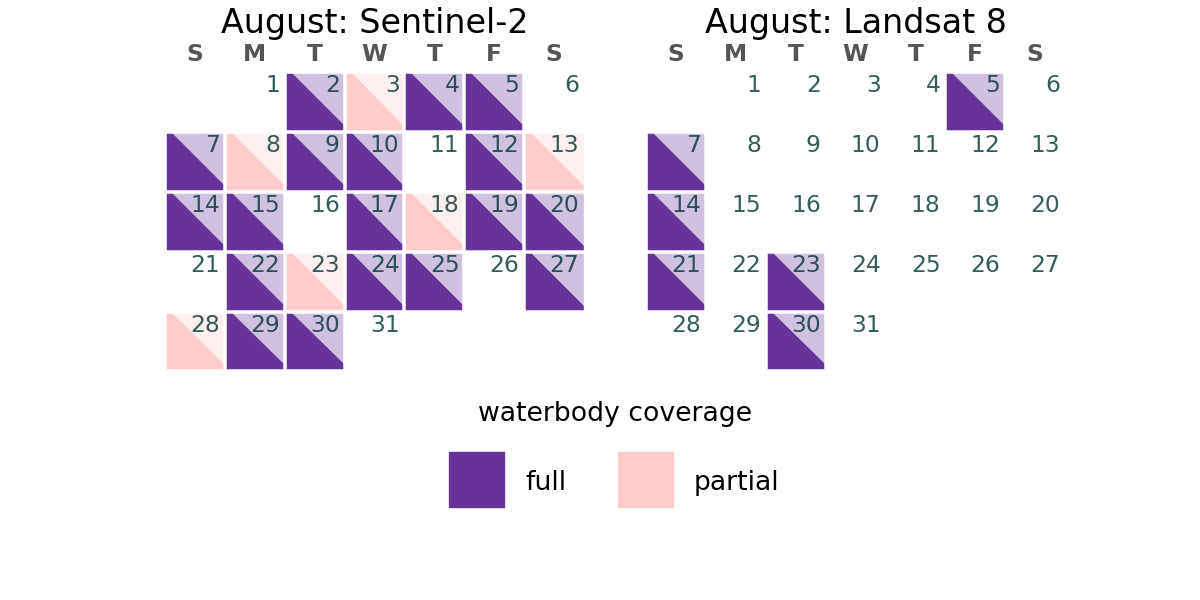 August: Sentinel-2
S M T W T F S
1 2 3 4 5 6
7 8 9 10 11 12 13
14 15 16 17 18 19 20
21 22 23 24 25 26 27
28 29 30 31
August: Landsat 8
S M T W T F S
1 2 3 4 5 6
7 8 9 10 11 12 13
14 15 16 17 18 19 20
21 22 23 24 25 26 27
28 29 30 31
waterbody coverage
full
partial